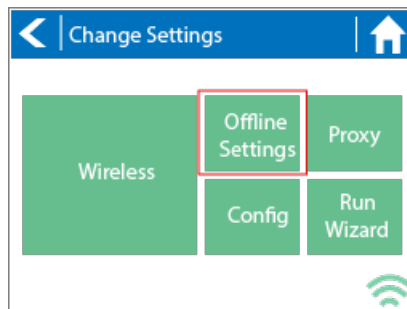 Change Settings
Wireless
Offline
Settings
Proxy
Config
Run
Wizard